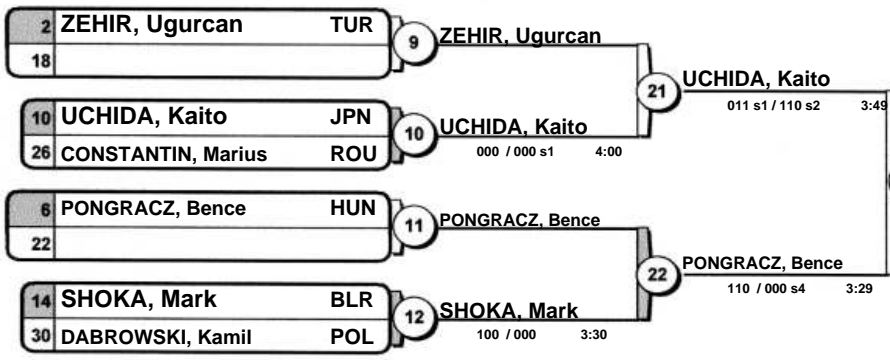 2 ZEHIR, Ugurcan TUR
18
9
ZEHIR, Ugurcan
10 UCHIDA, Kaito JPN
26 CONSTANTIN, Marius ROU
10
UCHIDA, Kaito
000 / 000 s1 4:00
21
UCHIDA, Kaito
011 s1 / 110 s2 3:49
6 PONGRACZ, Bence HUN
22
11
PONGRACZ, Bence
14 SHOKA, Mark BLR
30 DABROWSKI, Kamil POL
12
SHOKA, Mark
100 / 000 3:30
22
PONGRACZ, Bence
110 / 000 s4 3:29